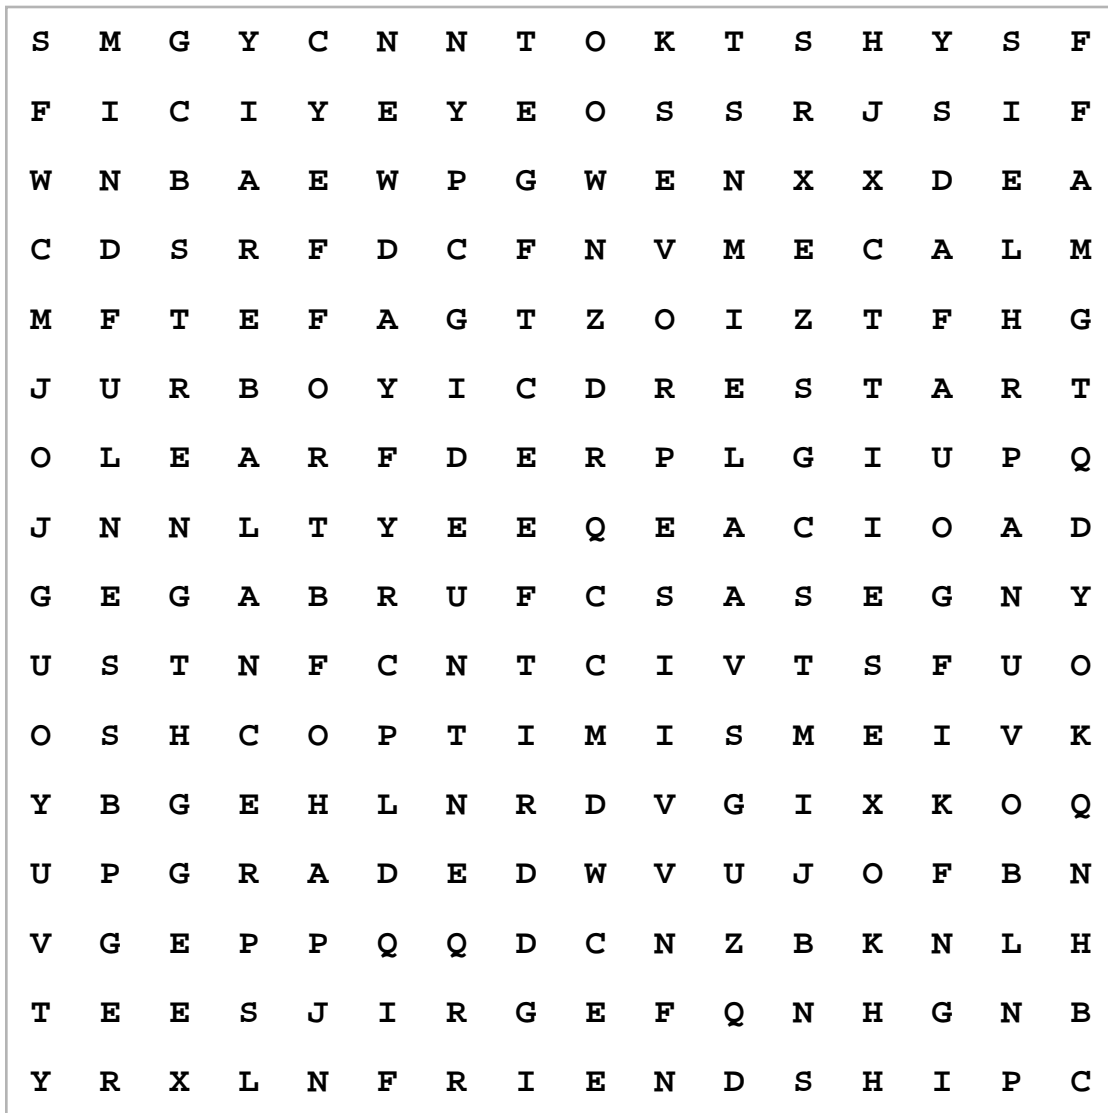 S M G Y C N N T O K T S H Y S F
F I C I Y E Y E O S S R J S I F
W N B A E W P G W E N X X D E A
C D S R F D C F N V M E C A L M
M F T E F A G T Z O I Z T F H G
J U R B O Y I C D R E S T A R T
O L E A R F D E R P L G I U P Q
J N N L T Y E E Q E A C I O A D
G E G A B R U F C S A S E G N Y
U S T N F C N T C I V T S F U O
O S H C O P T I M I S M E I V K
Y B G E H L N R D V G I X K O Q
U P G R A D E D W V U J O F B N
V G E P P Q Q D C N Z B K N L H
T E E S J I R G E F Q N H G N B
Y R X L N F R I E N D S H I P C